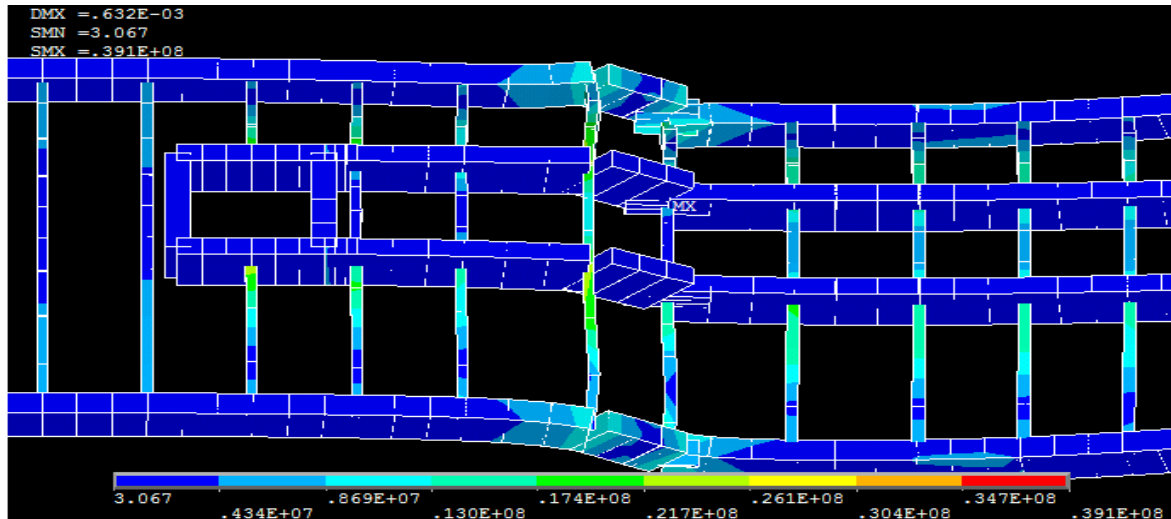 DMX =.632E-03
SMN =3.067
SMX =.391E+08
MX
3.067 .869E+07 .174E+08 .261E+08 .347E+08
.434E+07 .130E+08 .217E+08 .304E+08 .391E+08